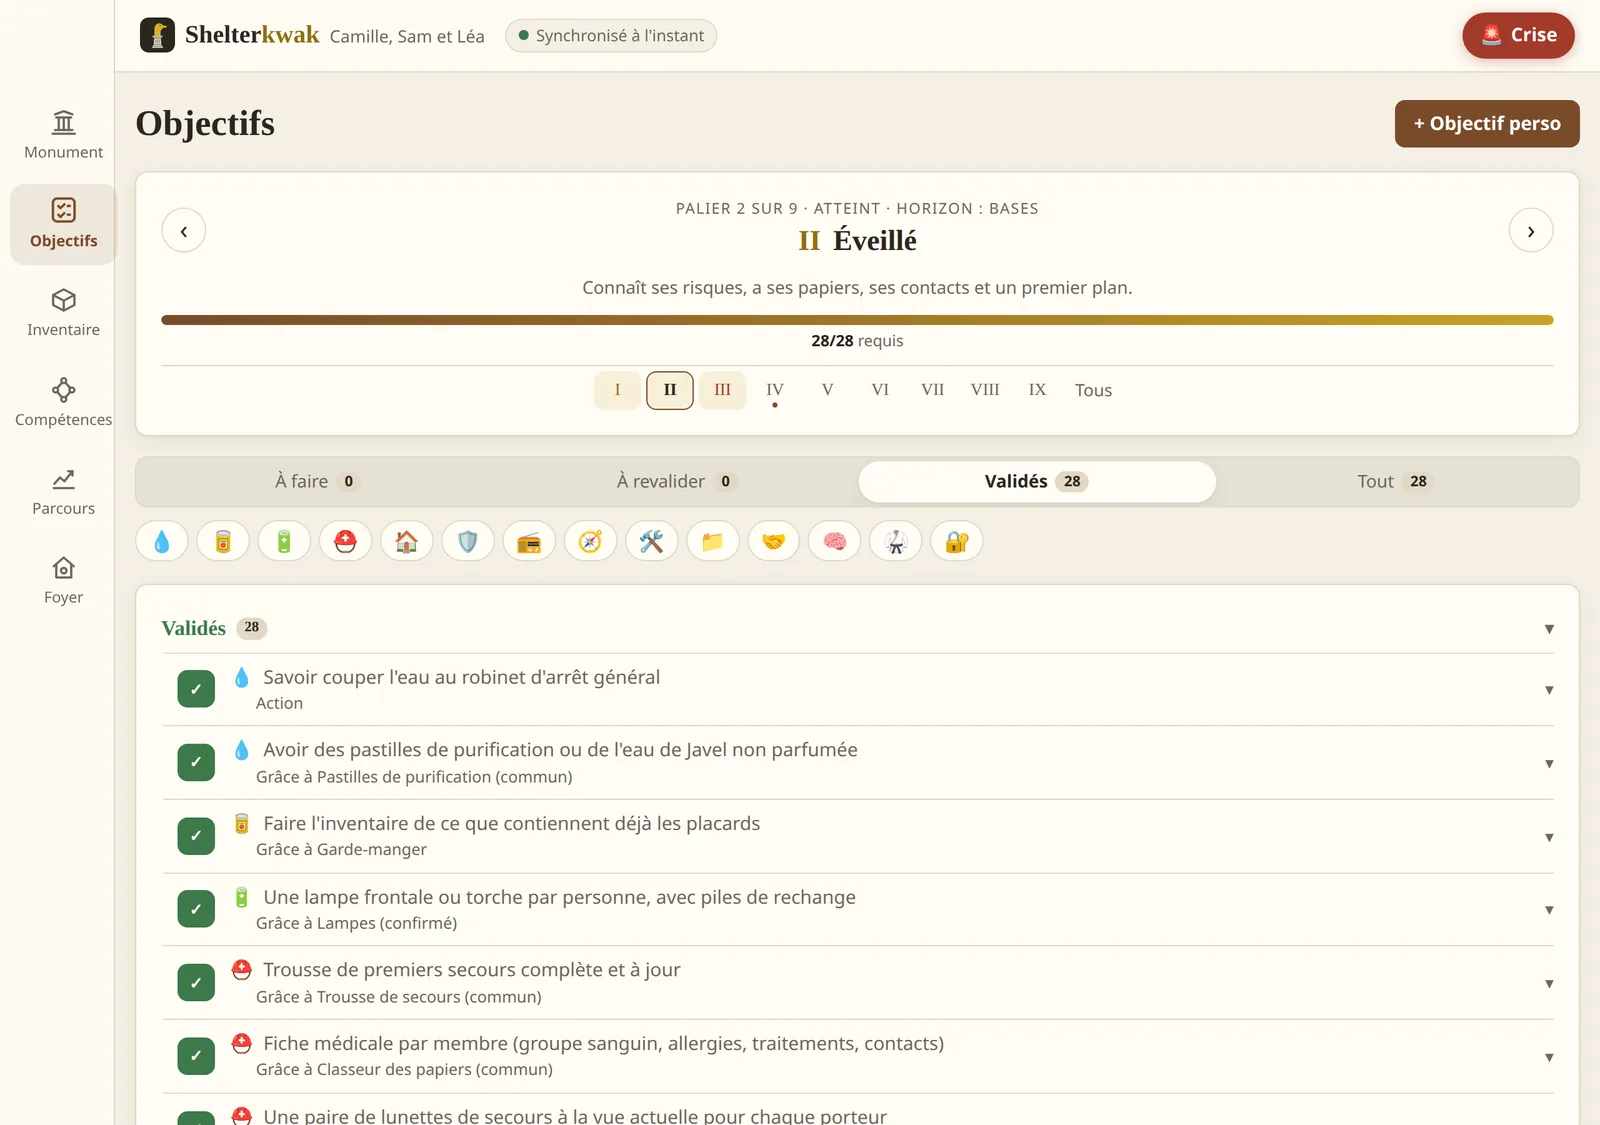 Shelterkwak Camille, Sam et Léa Synchronisé à l'instant
🚨 Crise
Monument
Objectifs
Inventaire
Compétences
Parcours
Foyer
Objectifs
+ Objectif perso
PALIER 2 SUR 9 · ATTEINT · HORIZON : BASES
‹
II Éveillé
›
Connaît ses risques, a ses papiers, ses contacts et un premier plan.
28/28 requis
I II III IV V VI VII VIII IX Tous
À faire 0 À revalider 0 Validés 28 Tout 28
Validés 28
Savoir couper l'eau au robinet d'arrêt général
Action
Avoir des pastilles de purification ou de l'eau de Javel non parfumée
Grâce à Pastilles de purification (commun)
Faire l'inventaire de ce que contiennent déjà les placards
Grâce à Garde-manger
Une lampe frontale ou torche par personne, avec piles de rechange
Grâce à Lampes (confirmé)
Trousse de premiers secours complète et à jour
Grâce à Trousse de secours (commun)
Fiche médicale par membre (groupe sanguin, allergies, traitements, contacts)
Grâce à Classeur des papiers (commun)
Une paire de lunettes de secours à la vue actuelle pour chaque porteur